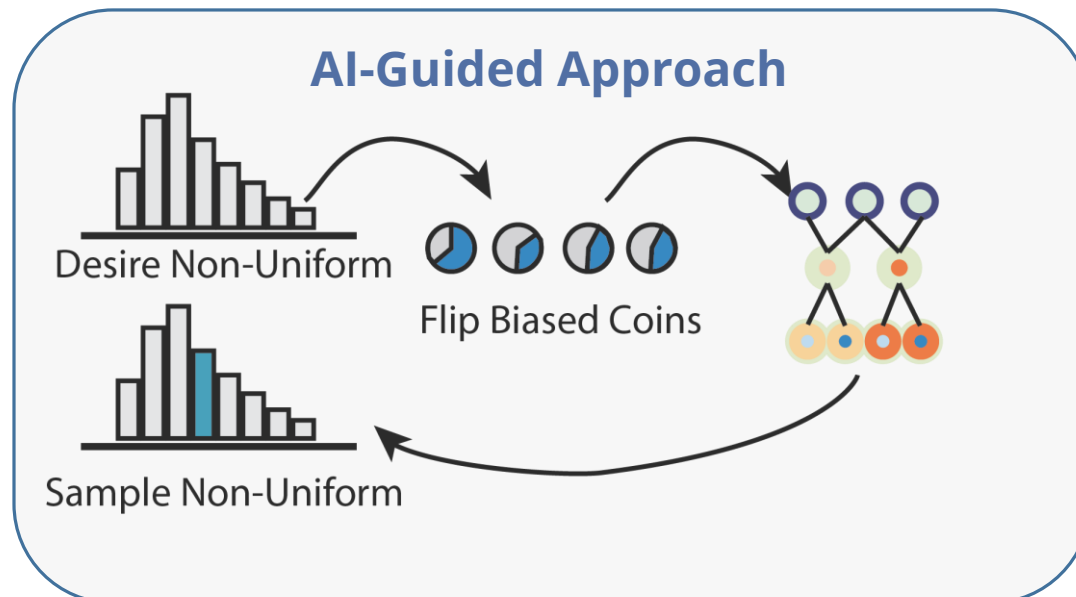 AI-Guided Approach
Desire Non-Uniform
Flip Biased Coins
Sample Non-Uniform